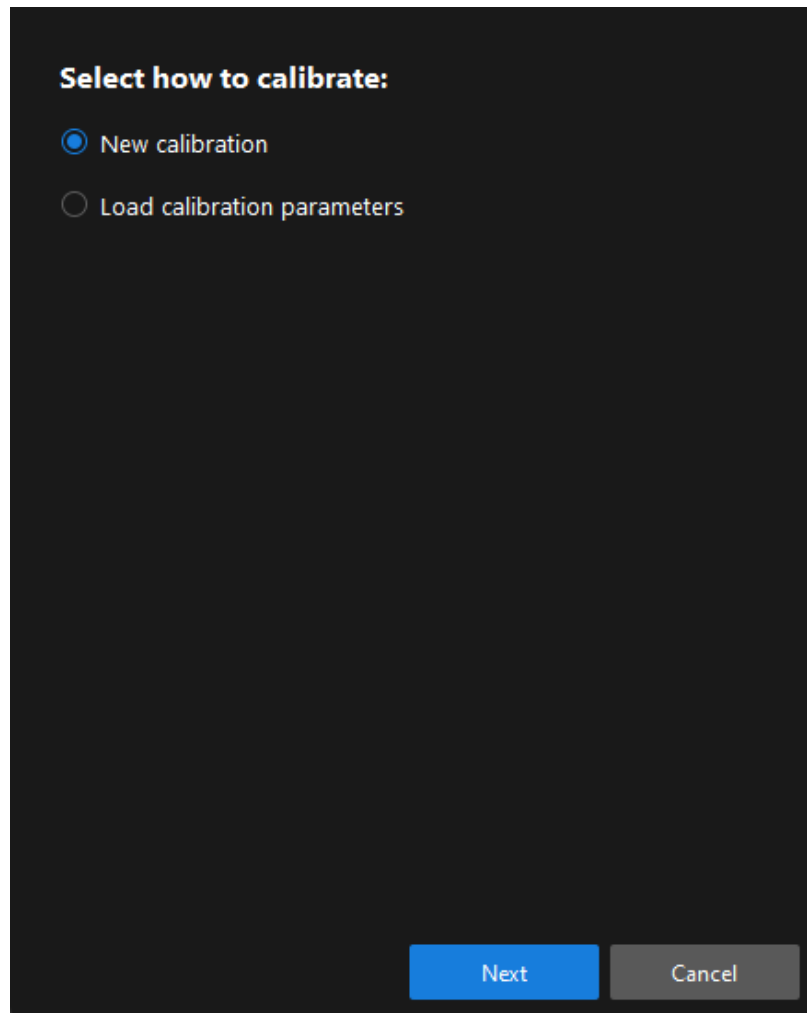 Select how to calibrate:
New calibration
Load calibration parameters
Next
Cancel